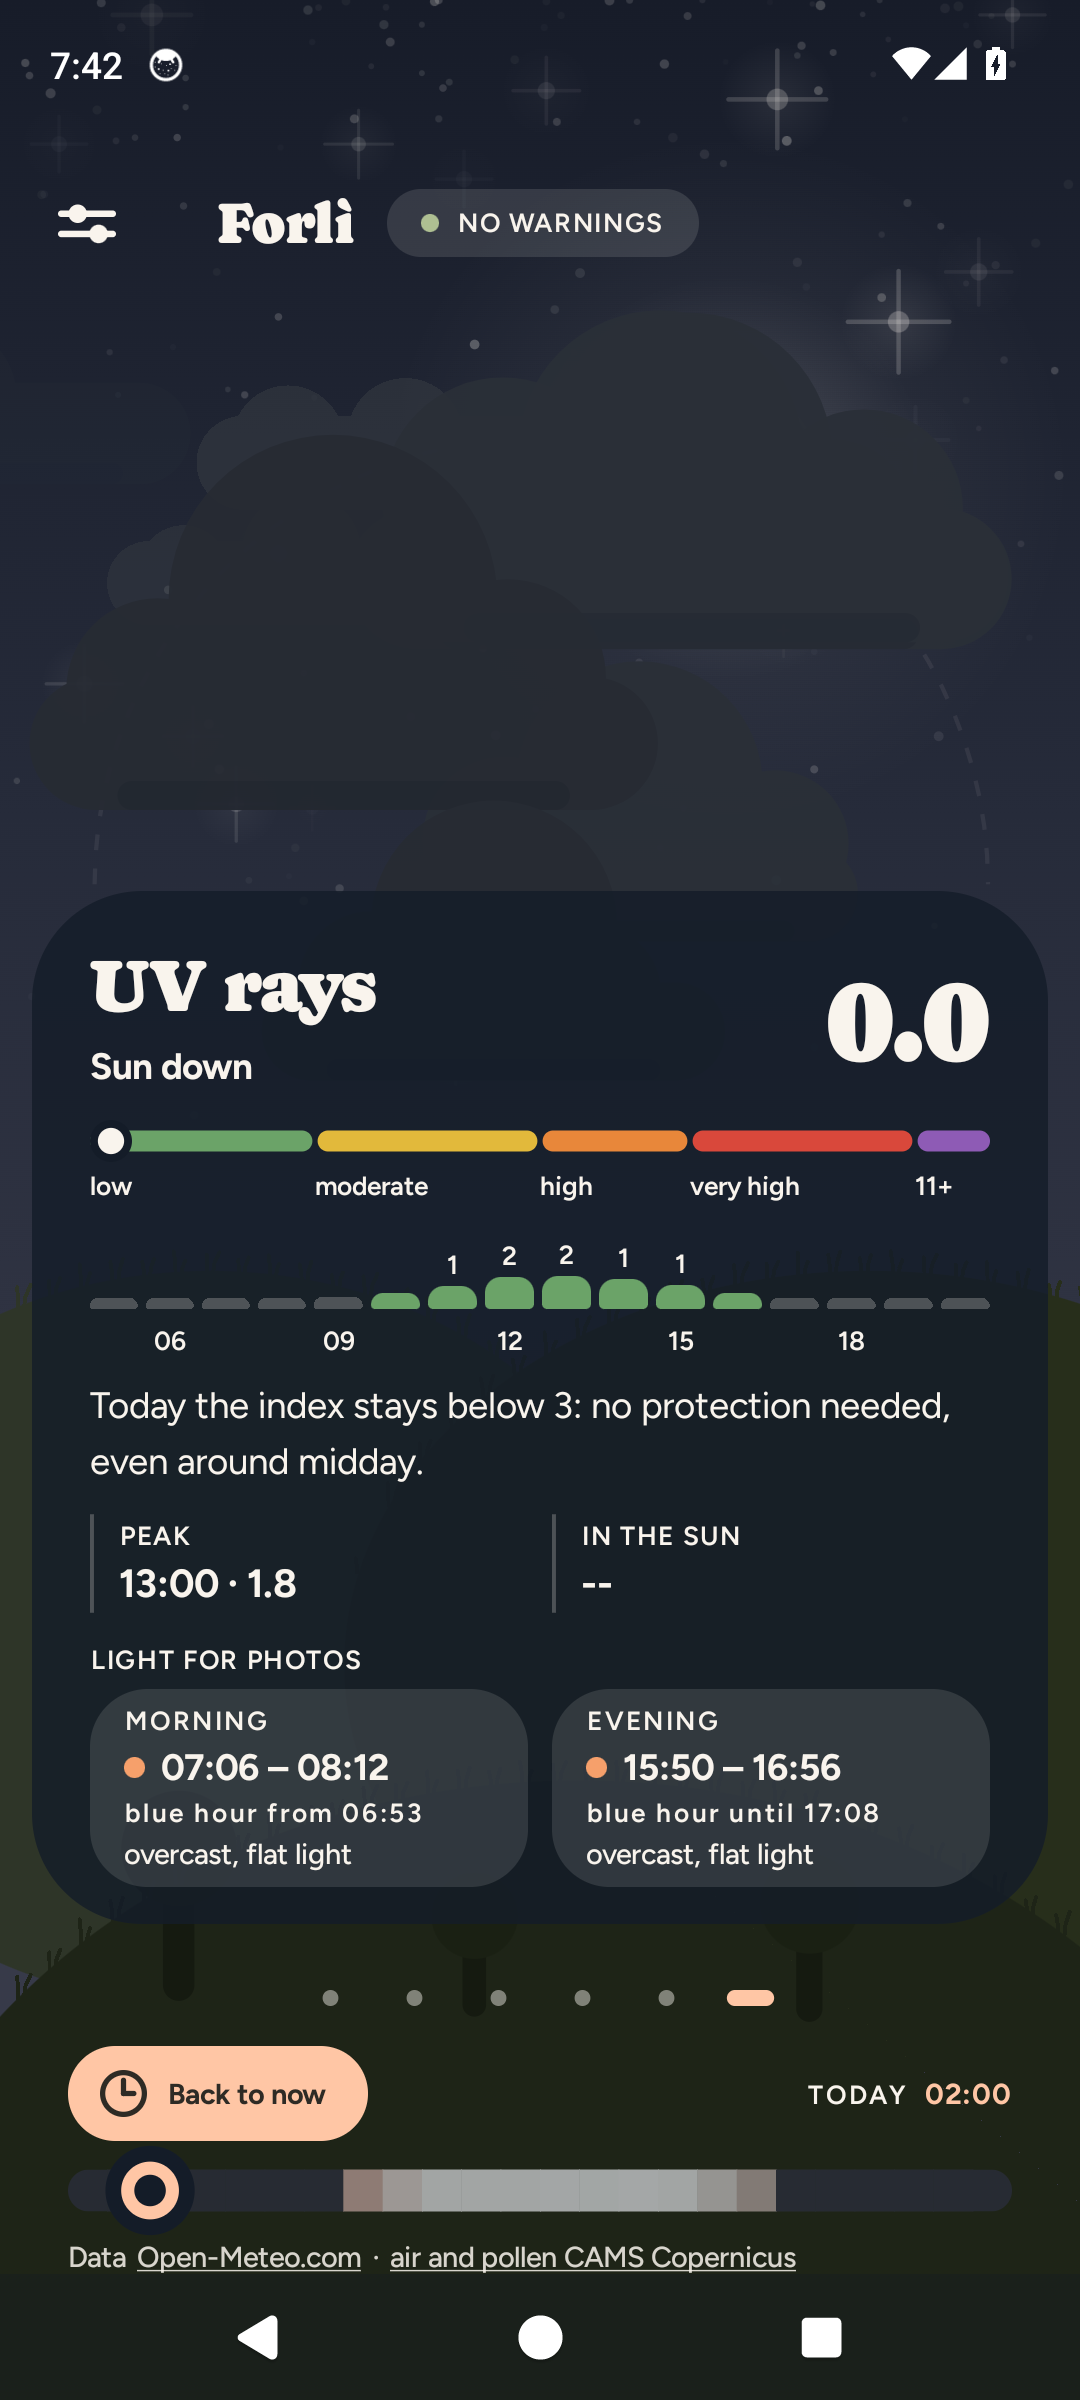 7:42
Forlì
NO WARNINGS
UV rays
0.0
Sun down
low moderate high very high 11+
1 2 2 1 1
06 09 12 15 18
Today the index stays below 3: no protection needed,
even around midday.
PEAK
13:00 · 1.8
IN THE SUN
--
LIGHT FOR PHOTOS
MORNING
07:06 – 08:12
blue hour from 06:53
overcast, flat light
EVENING
15:50 – 16:56
blue hour until 17:08
overcast, flat light
Back to now
TODAY 02:00
Data Open-Meteo.com · air and pollen CAMS Copernicus